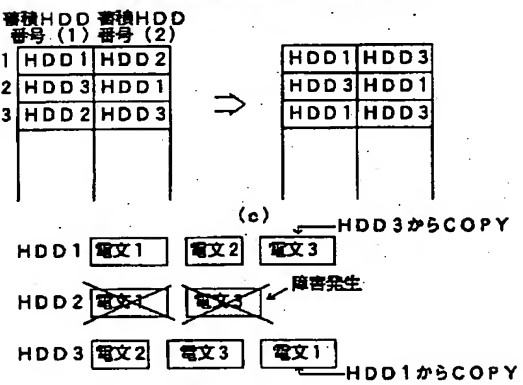 蓄積HDD 蓄積HDD
番号(1) 番号(2)
1 HDD1 HDD2
2 HDD3 HDD1
3 HDD2 HDD3
⇒
HDD1 HDD3
HDD3 HDD1
HDD1 HDD3
(c)
HDD3からCOPY
HDD1 電文1 電文2 電文3
障害発生
HDD2 電文1 電文3
HDD3 電文2 電文3 電文1
HDD1からCOPY